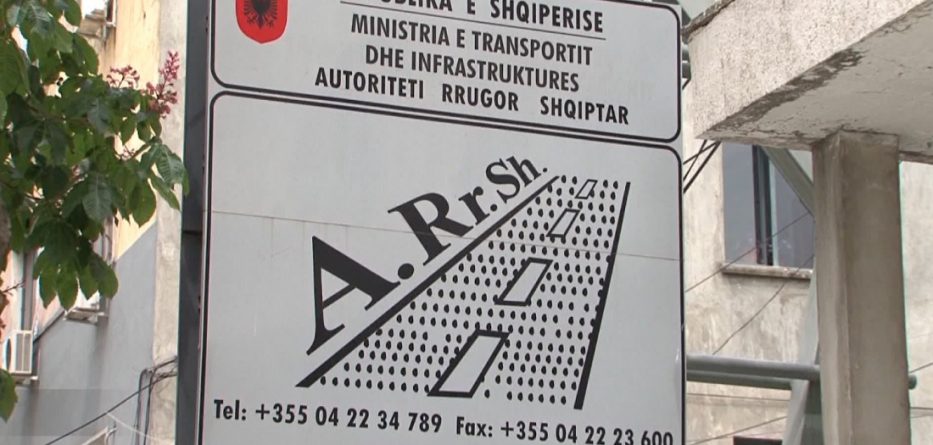 E SHQIPERISE
MINISTRIA E TRANSPORTIT
DHE INFRASTRUKTURES
AUTORITETI RRUGOR SHQIPTAR
A.Rr.Sh.
Tel: +355 04 22 34 789 Fax: +355 04 22 23 600